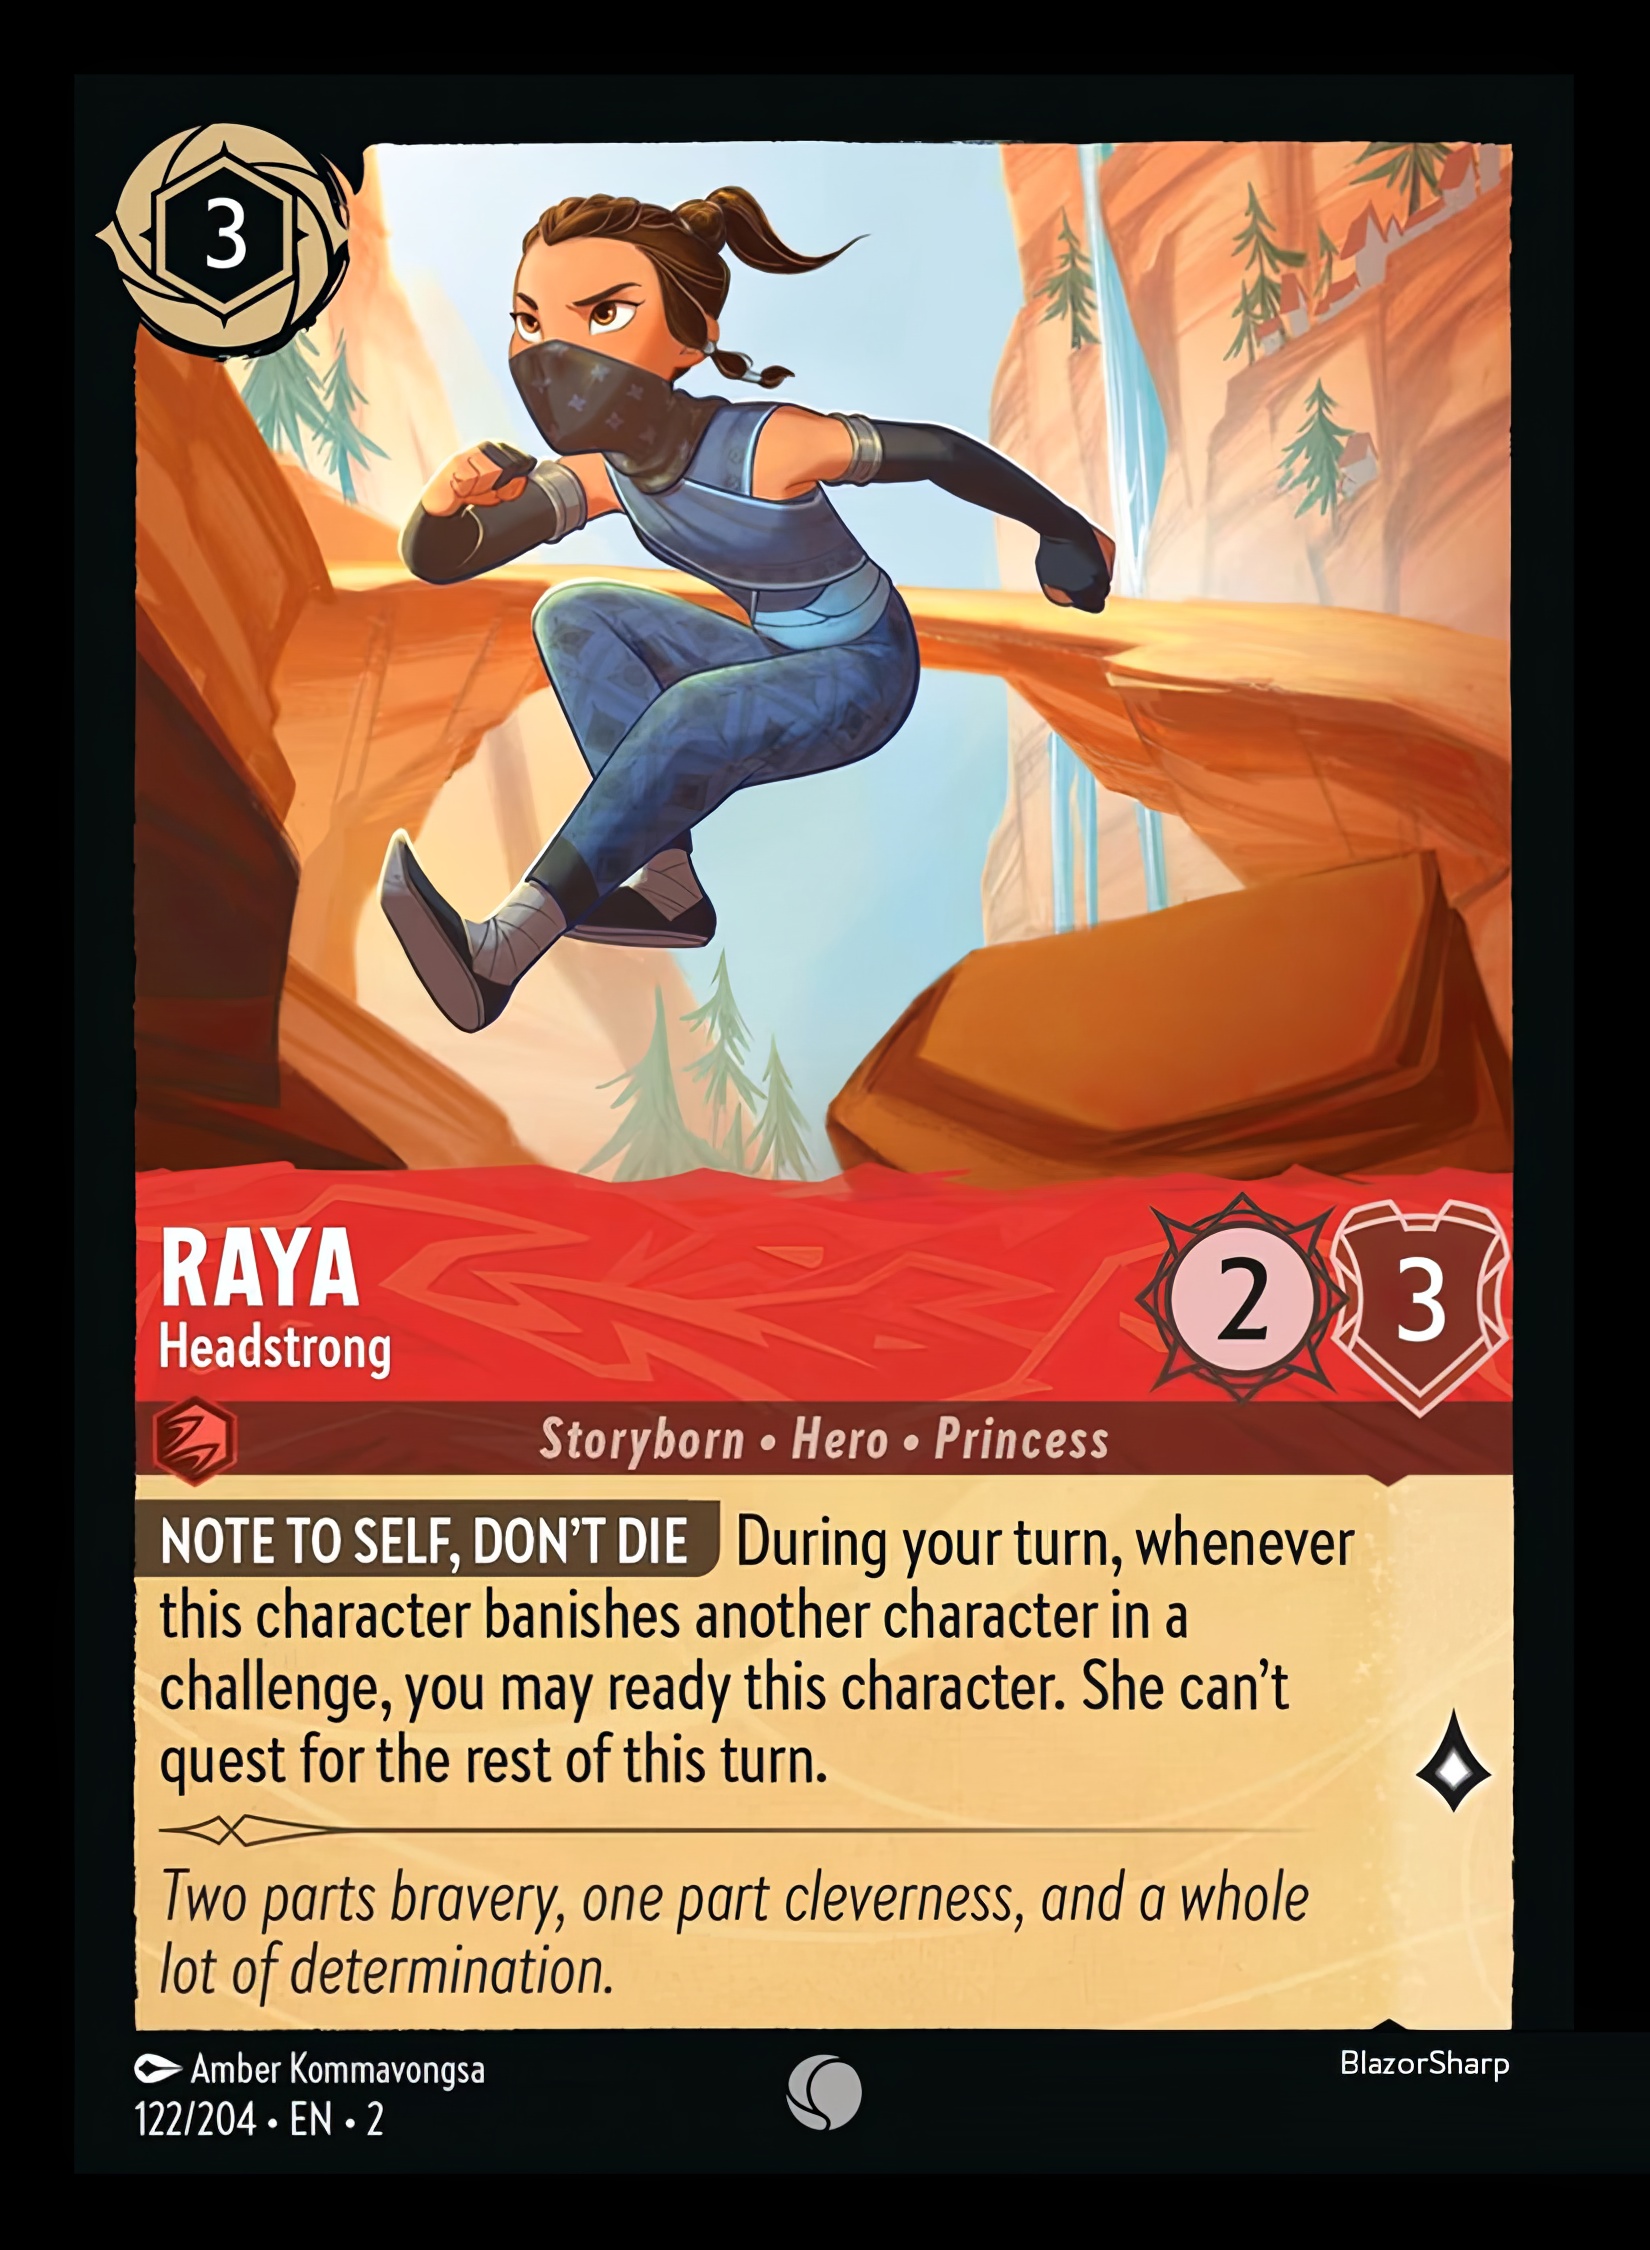 3
RAYA
Headstrong
2
3
Storyborn • Hero • Princess
NOTE TO SELF, DON'T DIE During your turn, whenever
this character banishes another character in a
challenge, you may ready this character. She can't
quest for the rest of this turn.
Two parts bravery, one part cleverness, and a whole
lot of determination.
Amber Kommavongsa
BlazorSharp
122/204 • EN • 2